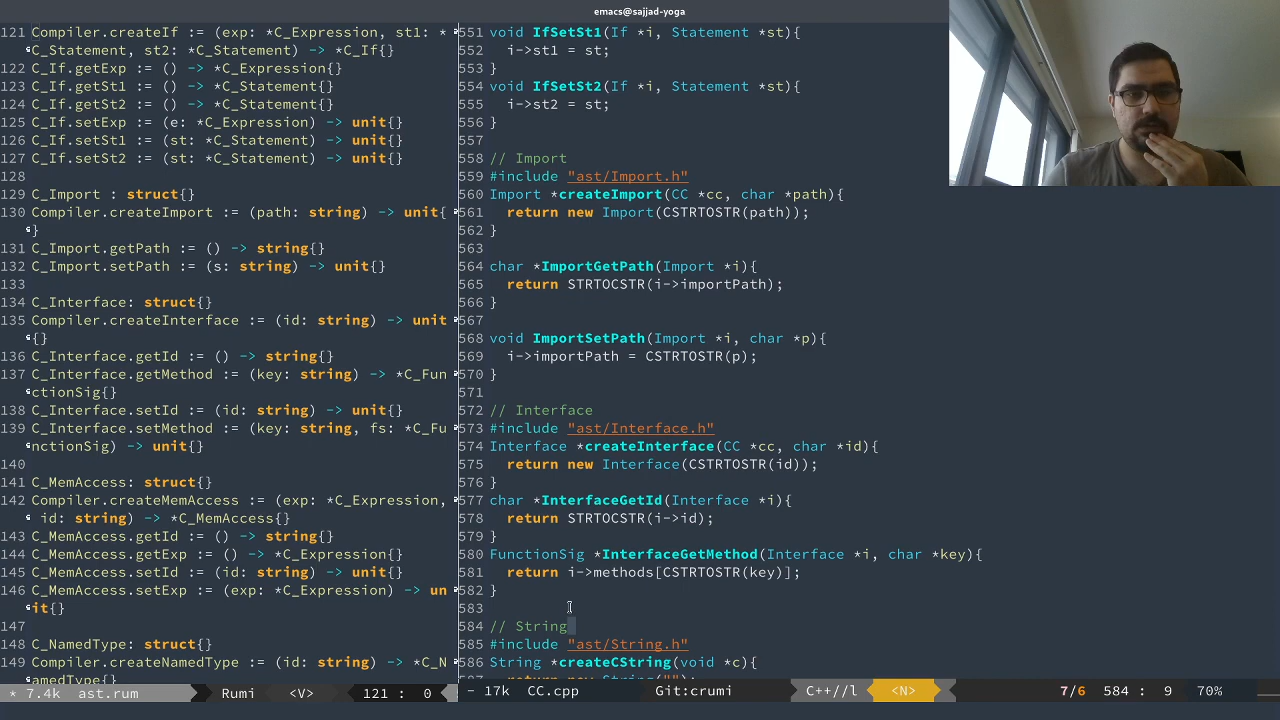 emacs@sajjad-yoga
121 Compiler.createIf := (exp: *C_Expression, st1: *
C_Statement, st2: *C_Statement) -> *C_If{}
122 C_If.getExp := () -> *C_Expression{}
123 C_If.getSt1 := () -> *C_Statement{}
124 C_If.getSt2 := () -> *C_Statement{}
125 C_If.setExp := (e: *C_Expression) -> unit{}
126 C_If.setSt1 := (st: *C_Statement) -> unit{}
127 C_If.setSt2 := (st: *C_Statement) -> unit{}
128
129 C_Import : struct{}
130 Compiler.createImport := (path: string) -> unit{
}
131 C_Import.getPath := () -> string{}
132 C_Import.setPath := (s: string) -> unit{}
133
134 C_Interface: struct{}
135 Compiler.createInterface := (id: string) -> unit
{}
136 C_Interface.getId := () -> string{}
137 C_Interface.getMethod := (key: string) -> *C_Fun
ctionSig{}
138 C_Interface.setId := (id: string) -> unit{}
139 C_Interface.setMethod := (key: string, fs: *C_Fu
nctionSig) -> unit{}
140
141 C_MemAccess: struct{}
142 Compiler.createMemAccess := (exp: *C_Expression,
id: string) -> *C_MemAccess{}
143 C_MemAccess.getId := () -> string{}
144 C_MemAccess.getExp := () -> *C_Expression{}
145 C_MemAccess.setId := (id: string) -> unit{}
146 C_MemAccess.setExp := (exp: *C_Expression) -> un
it{}
147
148 C_NamedType: struct{}
149 Compiler.createNamedType := (id: string) -> *C_N
amedType{}
* 7.4k ast.rum Rumi <V> 121 : 0
551 void IfSetSt1(If *i, Statement *st){
552 i->st1 = st;
553 }
554 void IfSetSt2(If *i, Statement *st){
555 i->st2 = st;
556 }
557
558 // Import
559 #include "ast/Import.h"
560 Import *createImport(CC *cc, char *path){
561 return new Import(CSTRTOSTR(path));
562 }
563
564 char *ImportGetPath(Import *i){
565 return STRTOCSTR(i->importPath);
566 }
567
568 void ImportSetPath(Import *i, char *p){
569 i->importPath = CSTRTOSTR(p);
570 }
571
572 // Interface
573 #include "ast/Interface.h"
574 Interface *createInterface(CC *cc, char *id){
575 return new Interface(CSTRTOSTR(id));
576 }
577 char *InterfaceGetId(Interface *i){
578 return STRTOCSTR(i->id);
579 }
580 FunctionSig *InterfaceGetMethod(Interface *i, char *key){
581 return i->methods[CSTRTOSTR(key)];
582 }
583
584 // String
585 #include "ast/String.h"
586 String *createCString(void *c){
- 17k CC.cpp Git:crumi C++//l <N> 7/6 584 : 9 70%